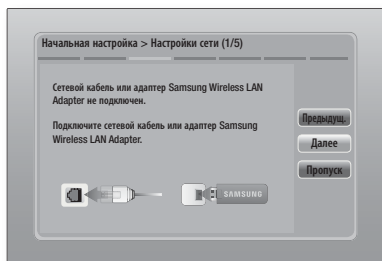 Начальная настройка > Настройки сети (1/5)
Сетевой кабель или адаптер Samsung Wireless LAN
Adapter не подключен.
Подключите сетевой кабель или адаптер Samsung
Wireless LAN Adapter.
Предыдущ.
Далее
Пропуск
SAMSUNG